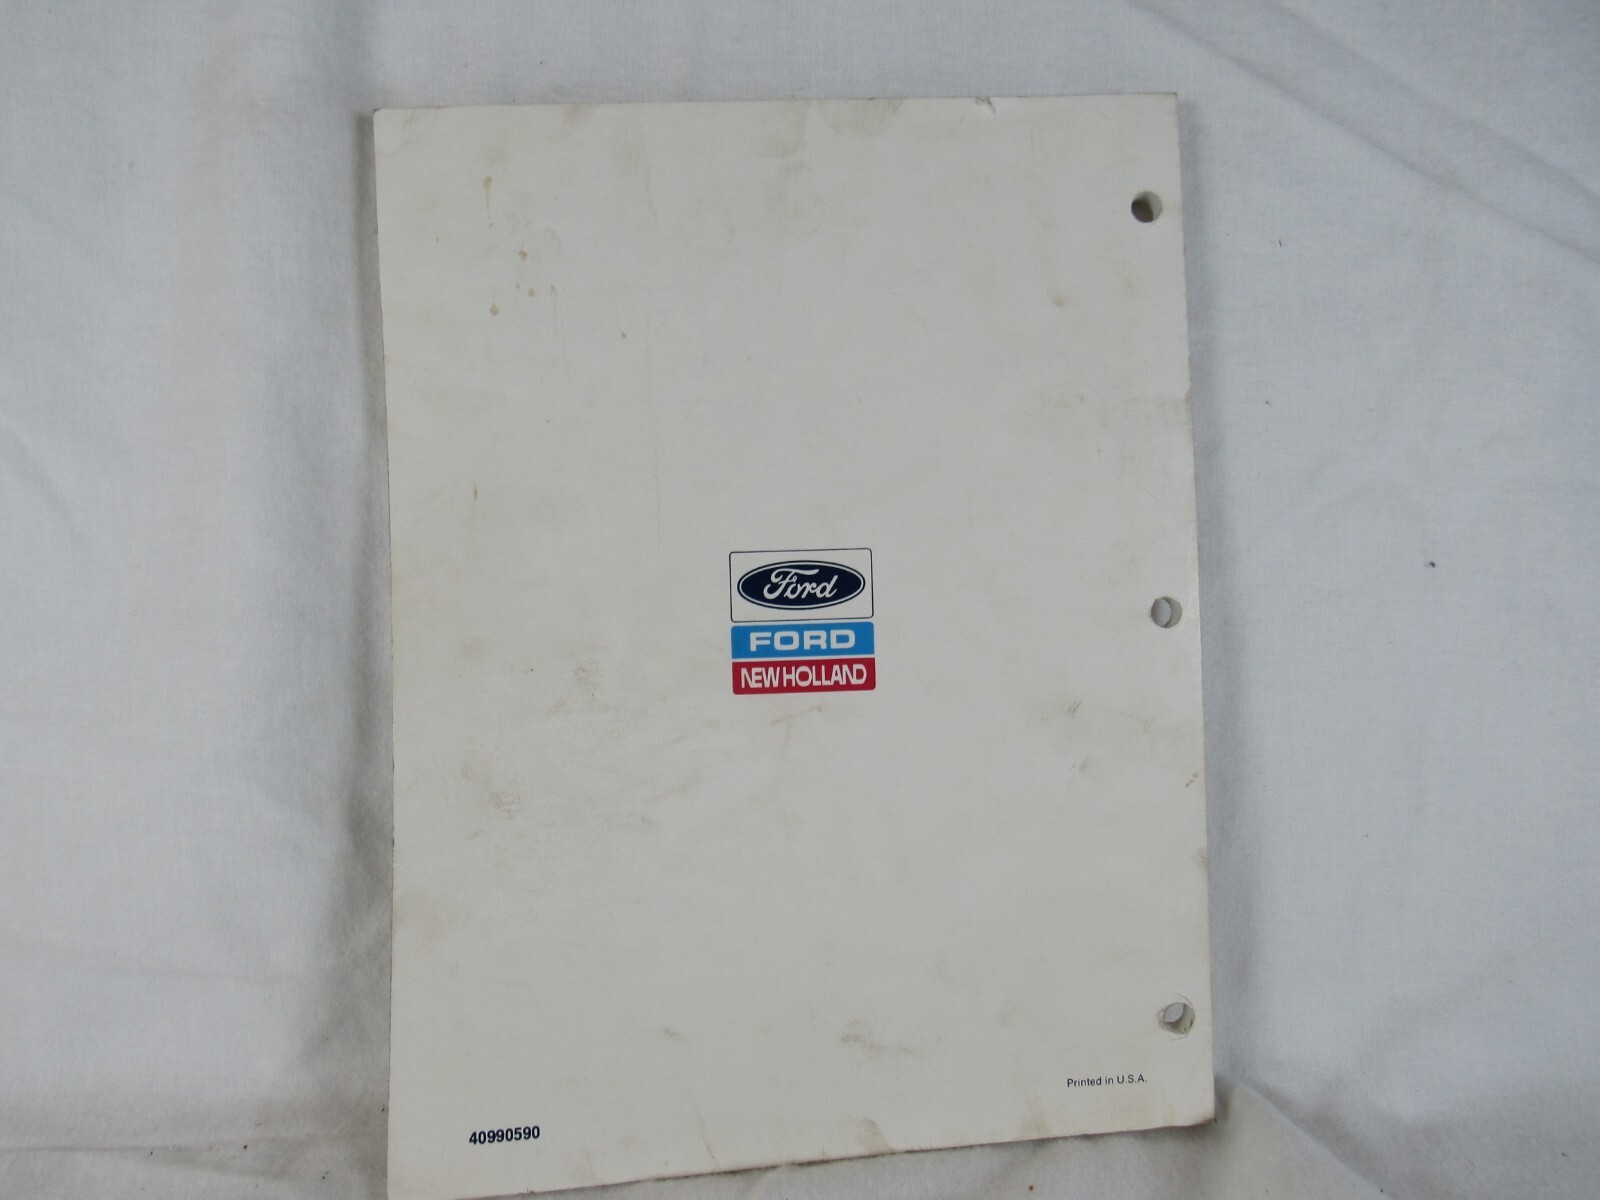 Ford
FORD
NEW HOLLAND
Printed in U.S.A.
40990590